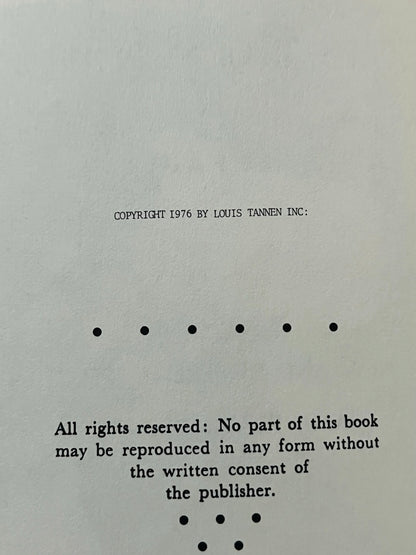 COPYRIGHT 1976 BY LOUIS TANNEN INC:
All rights reserved: No part of this book
may be reproduced in any form without
the written consent of
the publisher.